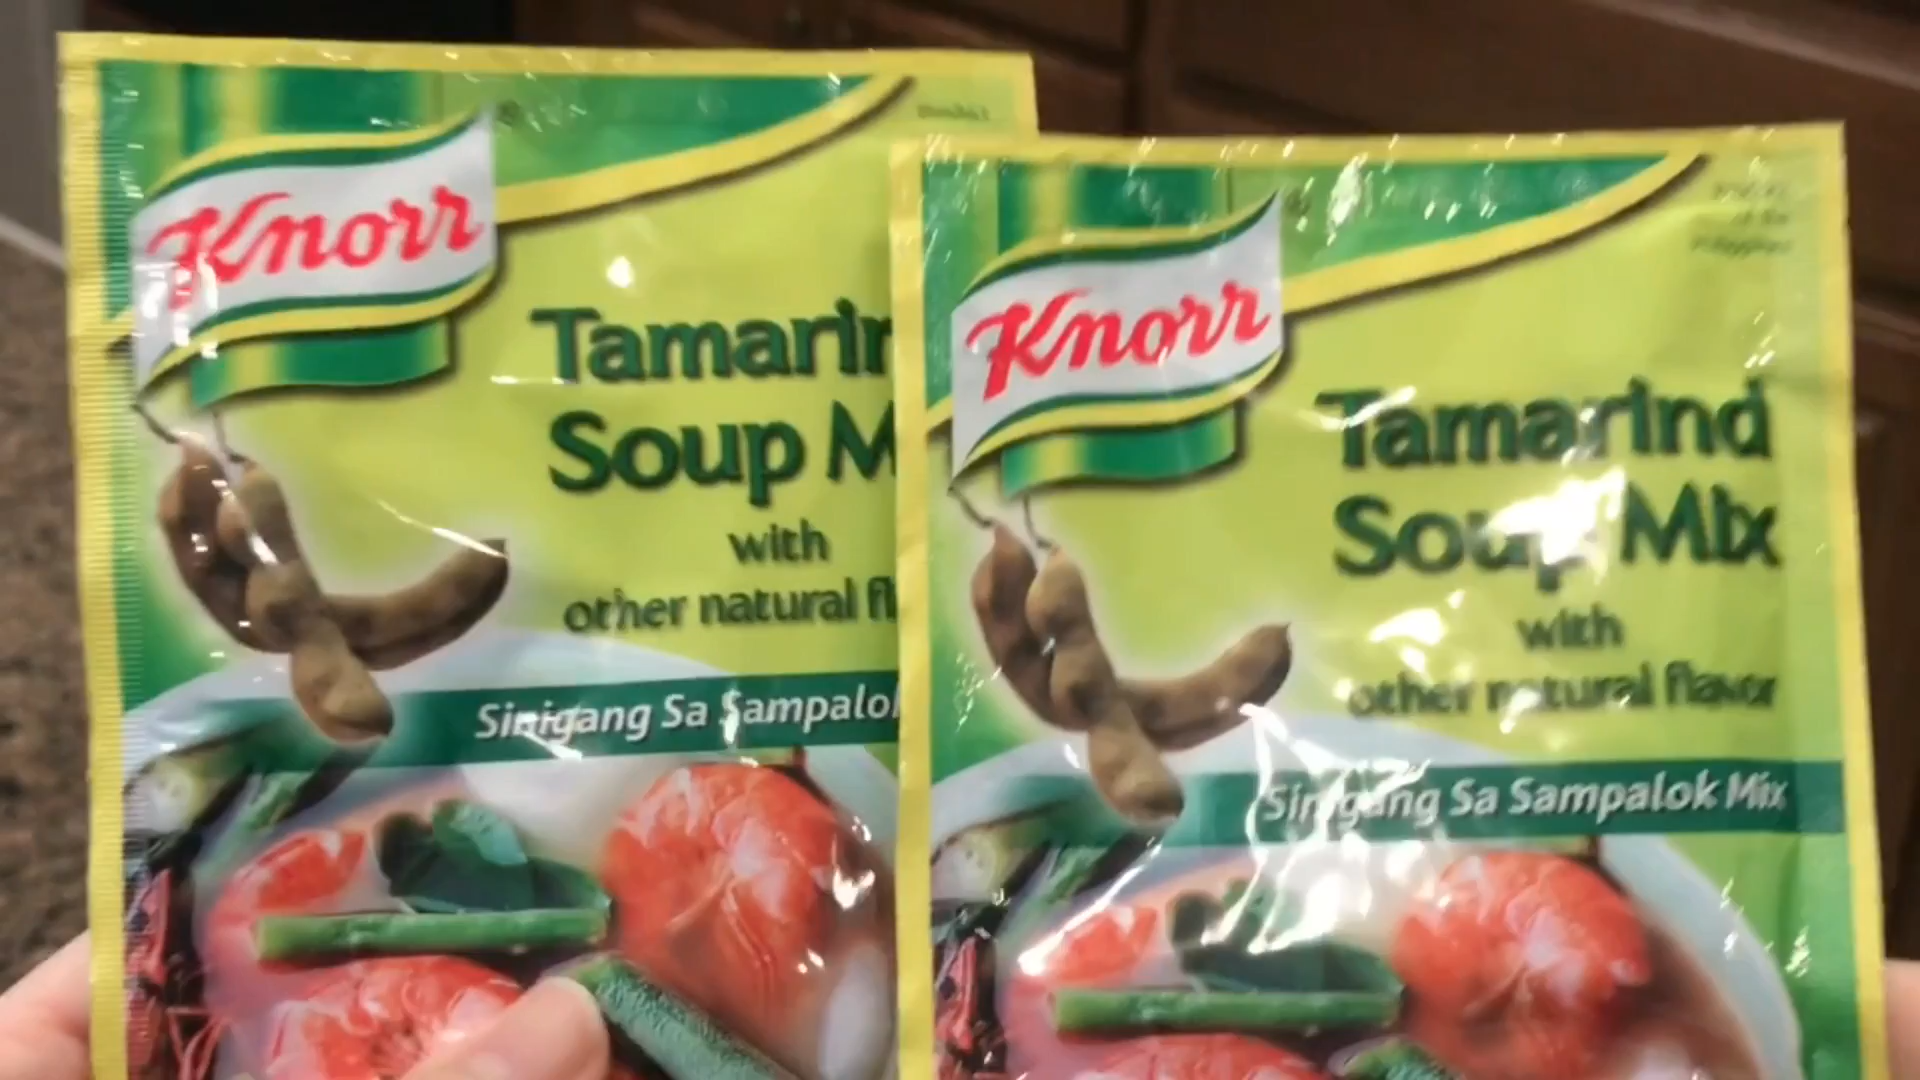 Knorr
Tamarin
Soup M
with
other natural fl
Sinigang Sa Sampalok
Knorr
Tamarind
Soup Mix
with
other natural flavor
Sinigang Sa Sampalok Mix